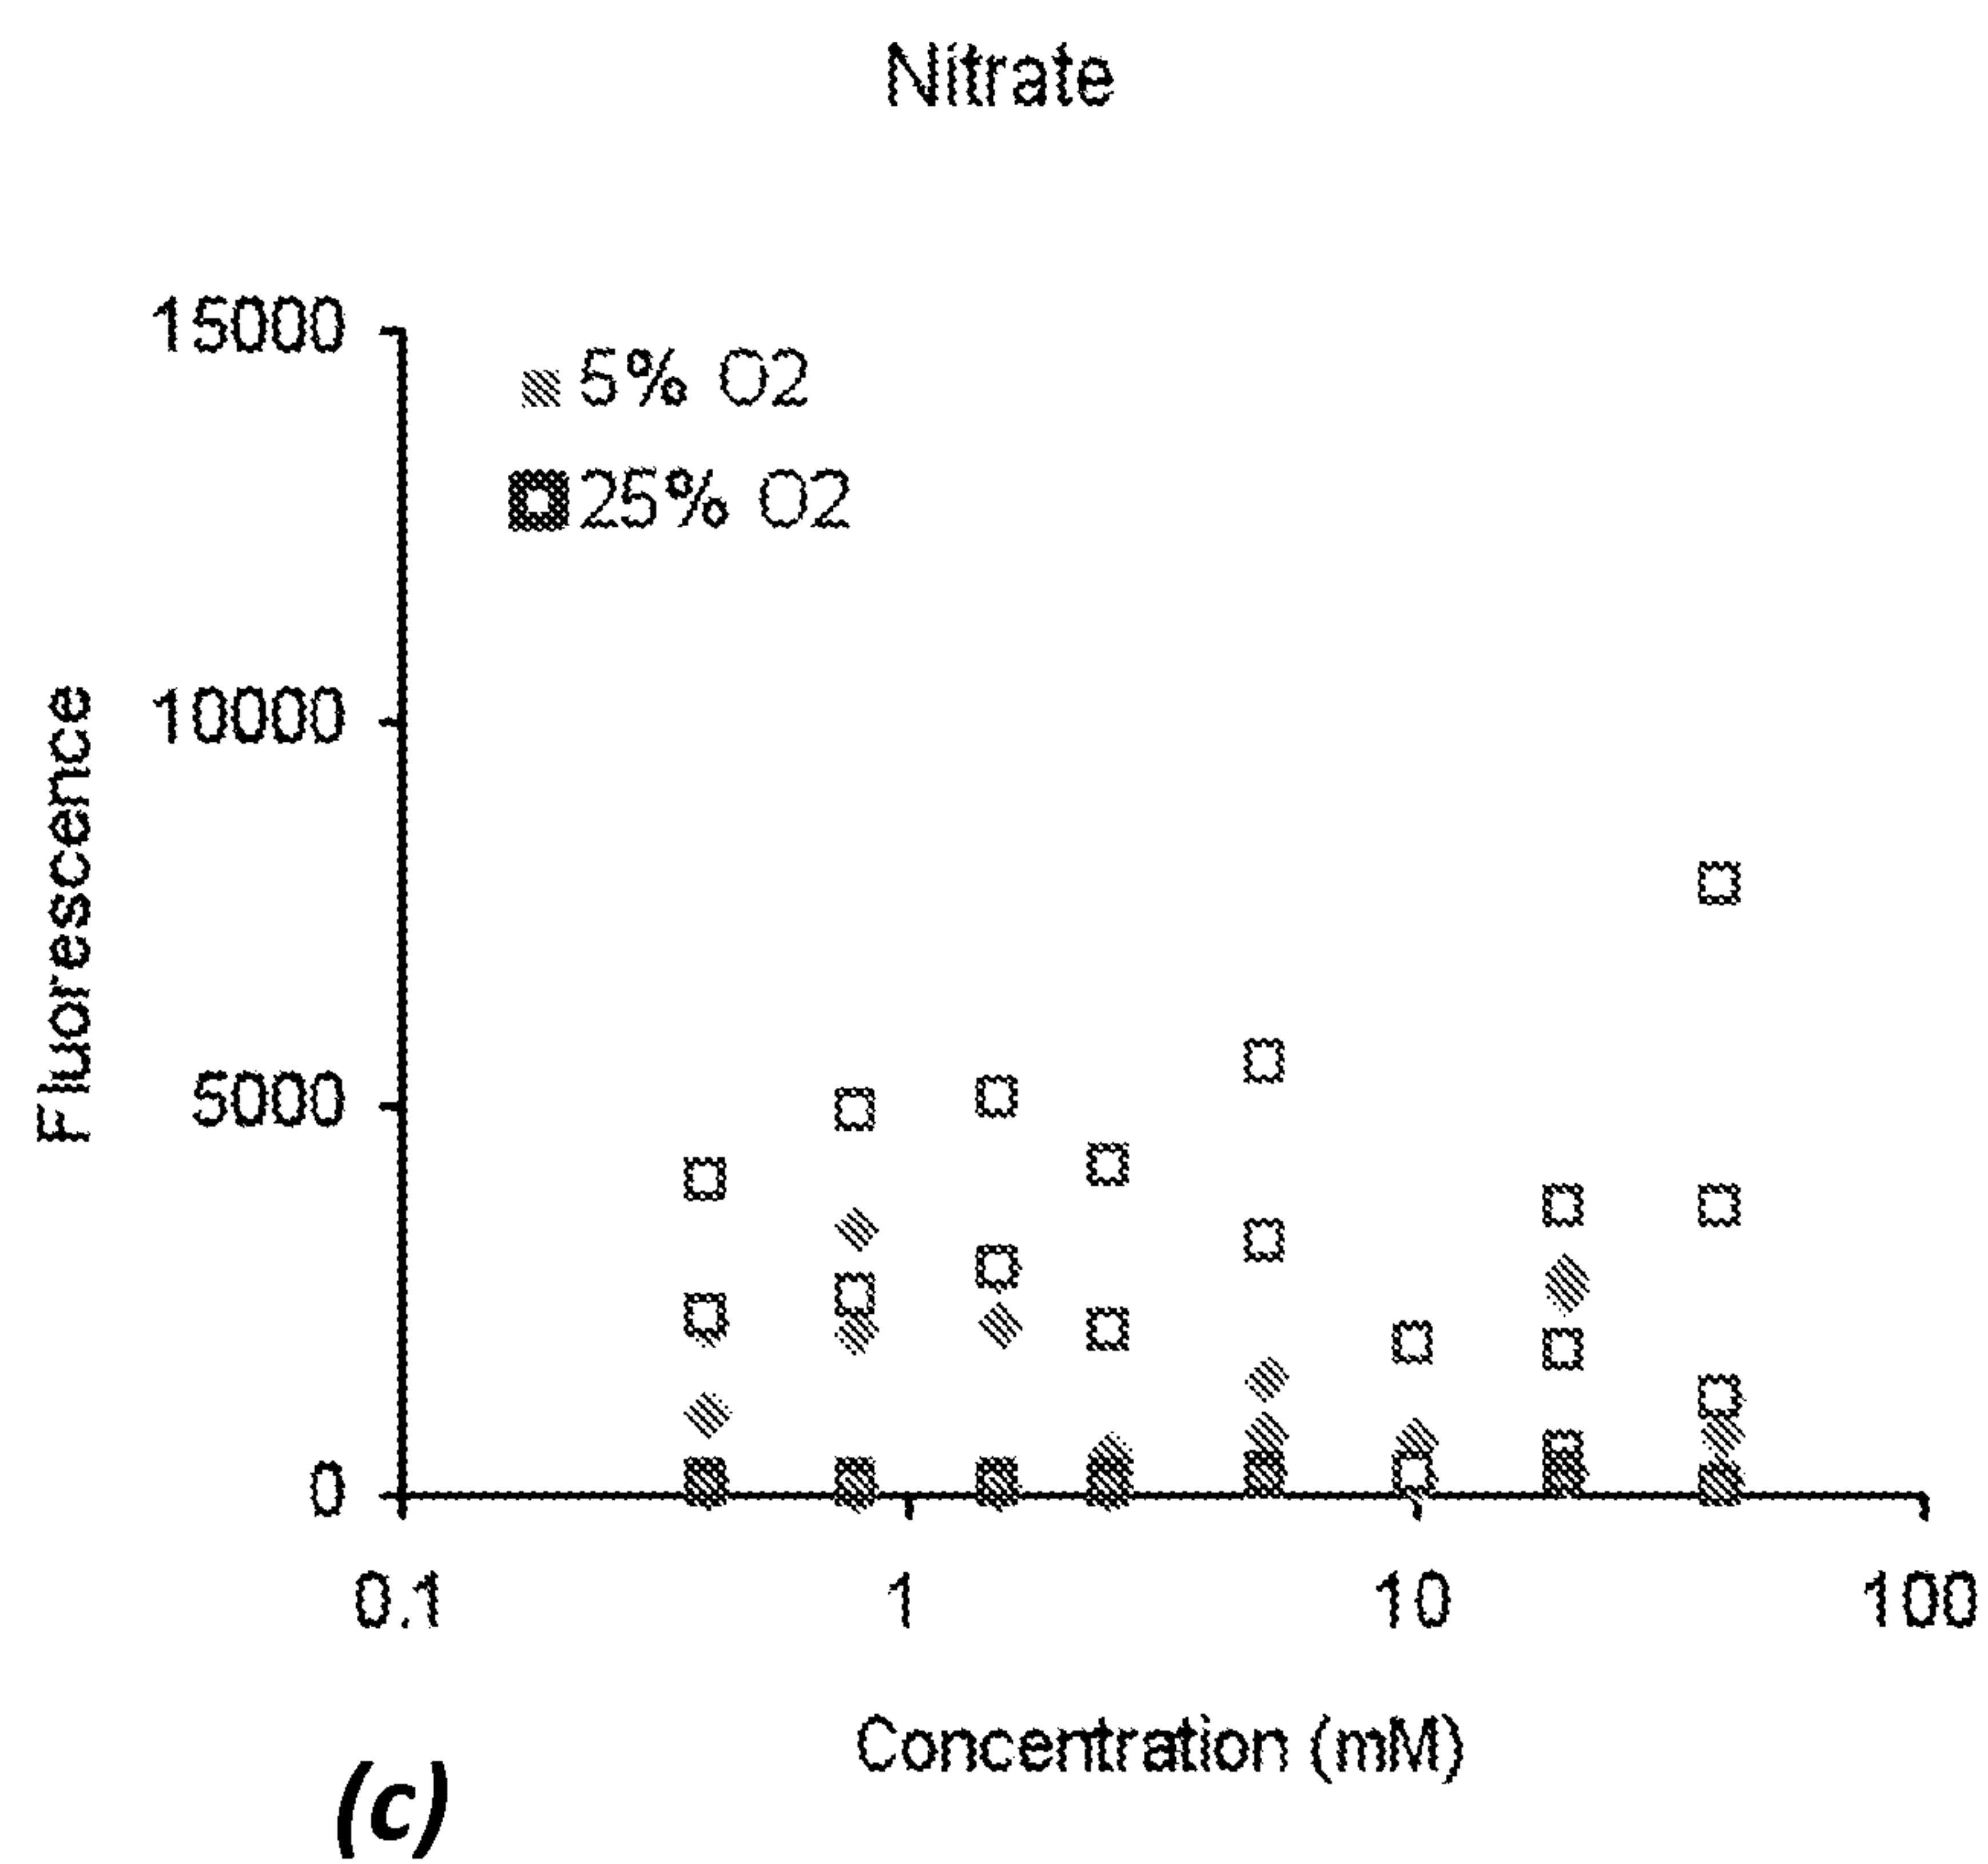 Nitrate
15000
5% O2
25% O2
10000
5000
0
Fluorescence
0.1 1 10 100
Concentration (mM)
(c)